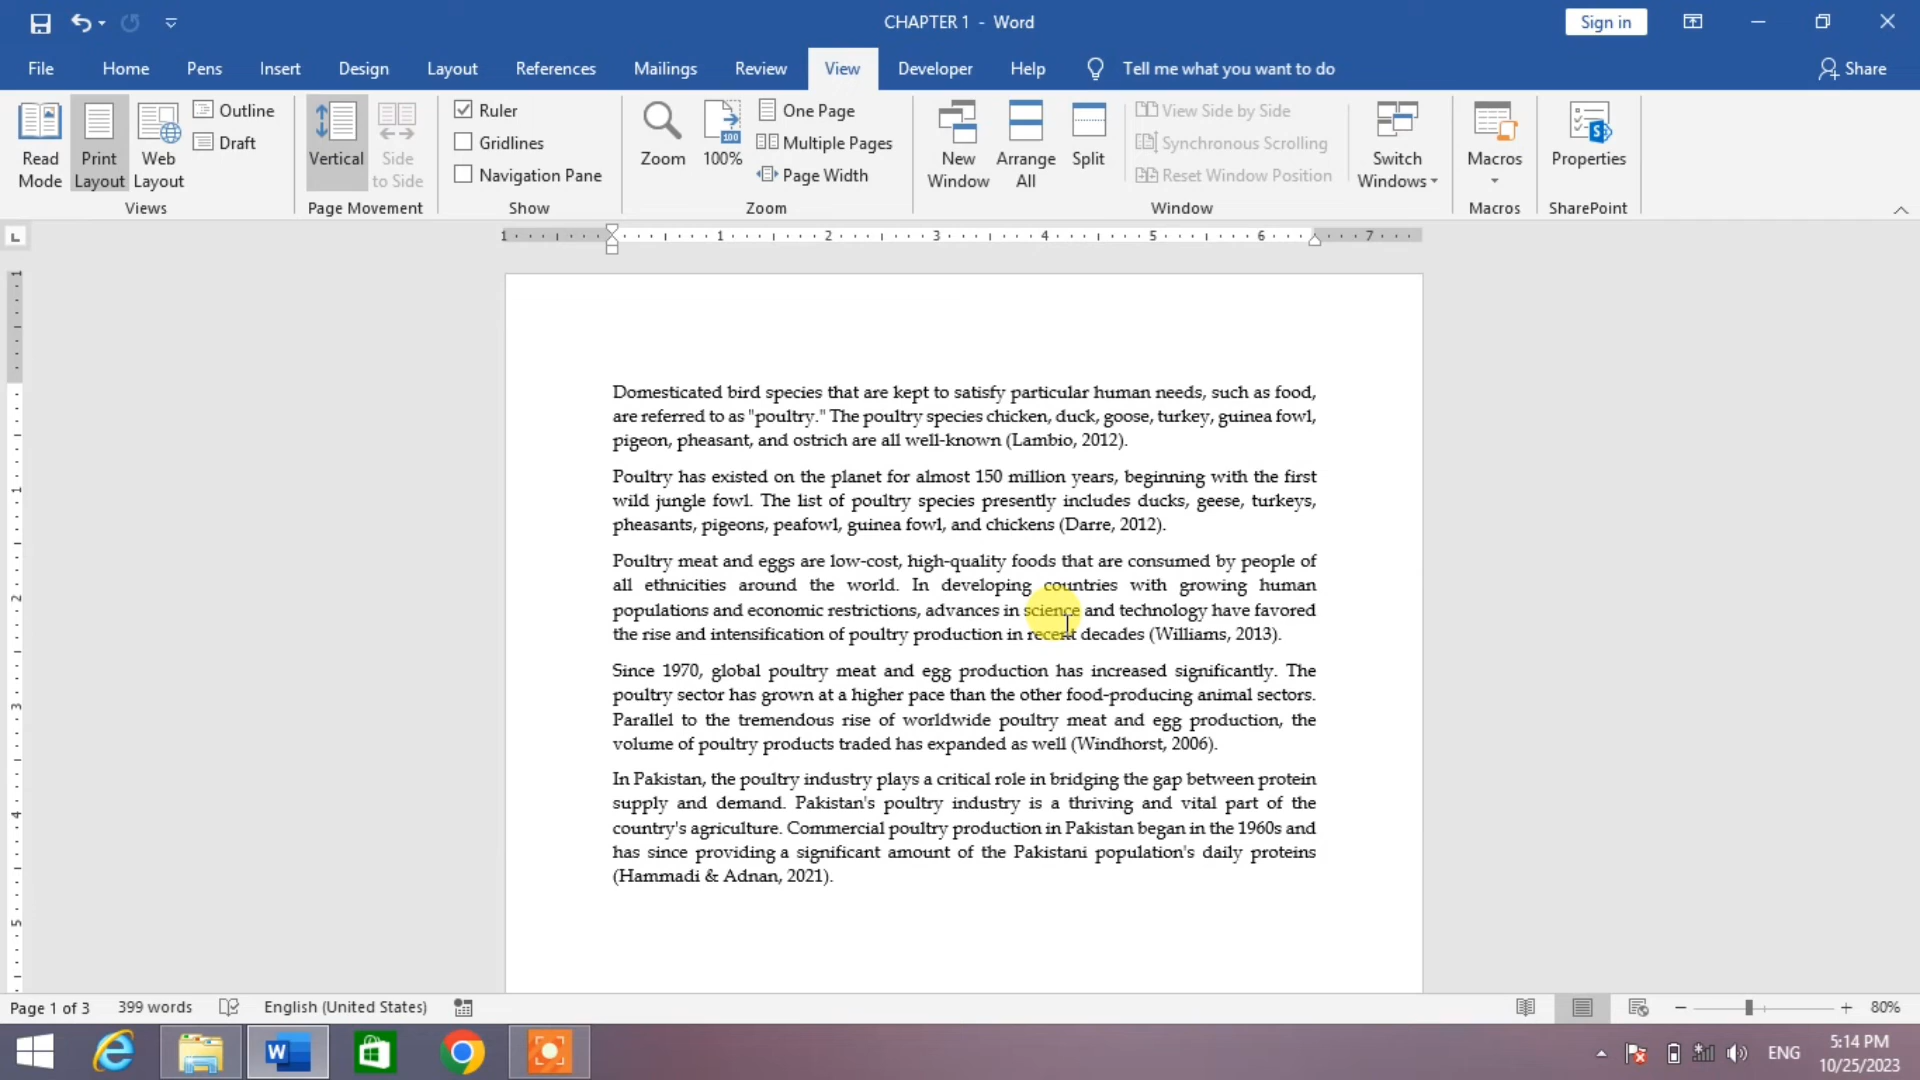 CHAPTER 1 - Word
Sign in
File Home Pens Insert Design Layout References Mailings Review View Developer Help Tell me what you want to do Share
Read Mode
Print Layout
Web Layout
Outline
Draft
Views
Vertical
Side to Side
Page Movement
Ruler
Gridlines
Navigation Pane
Show
Zoom
100
100%
One Page
Multiple Pages
Page Width
Zoom
New Window
Arrange All
Split
View Side by Side
Synchronous Scrolling
Reset Window Position
Switch Windows
Window
Macros
Macros
S
Properties
SharePoint
L
1 1 2 3 4 5 6 7
1
1
2
3
4
5
Domesticated bird species that are kept to satisfy particular human needs, such as food,
are referred to as "poultry." The poultry species chicken, duck, goose, turkey, guinea fowl,
pigeon, pheasant, and ostrich are all well-known (Lambio, 2012).
Poultry has existed on the planet for almost 150 million years, beginning with the first
wild jungle fowl. The list of poultry species presently includes ducks, geese, turkeys,
pheasants, pigeons, peafowl, guinea fowl, and chickens (Darre, 2012).
Poultry meat and eggs are low-cost, high-quality foods that are consumed by people of
all ethnicities around the world. In developing countries with growing human
populations and economic restrictions, advances in science and technology have favored
the rise and intensification of poultry production in recent decades (Williams, 2013).
Since 1970, global poultry meat and egg production has increased significantly. The
poultry sector has grown at a higher pace than the other food-producing animal sectors.
Parallel to the tremendous rise of worldwide poultry meat and egg production, the
volume of poultry products traded has expanded as well (Windhorst, 2006).
In Pakistan, the poultry industry plays a critical role in bridging the gap between protein
supply and demand. Pakistan's poultry industry is a thriving and vital part of the
country's agriculture. Commercial poultry production in Pakistan began in the 1960s and
has since providing a significant amount of the Pakistani population's daily proteins
(Hammadi & Adnan, 2021).
Page 1 of 3 399 words English (United States) 80%
W
ENG
5:14 PM
10/25/2023